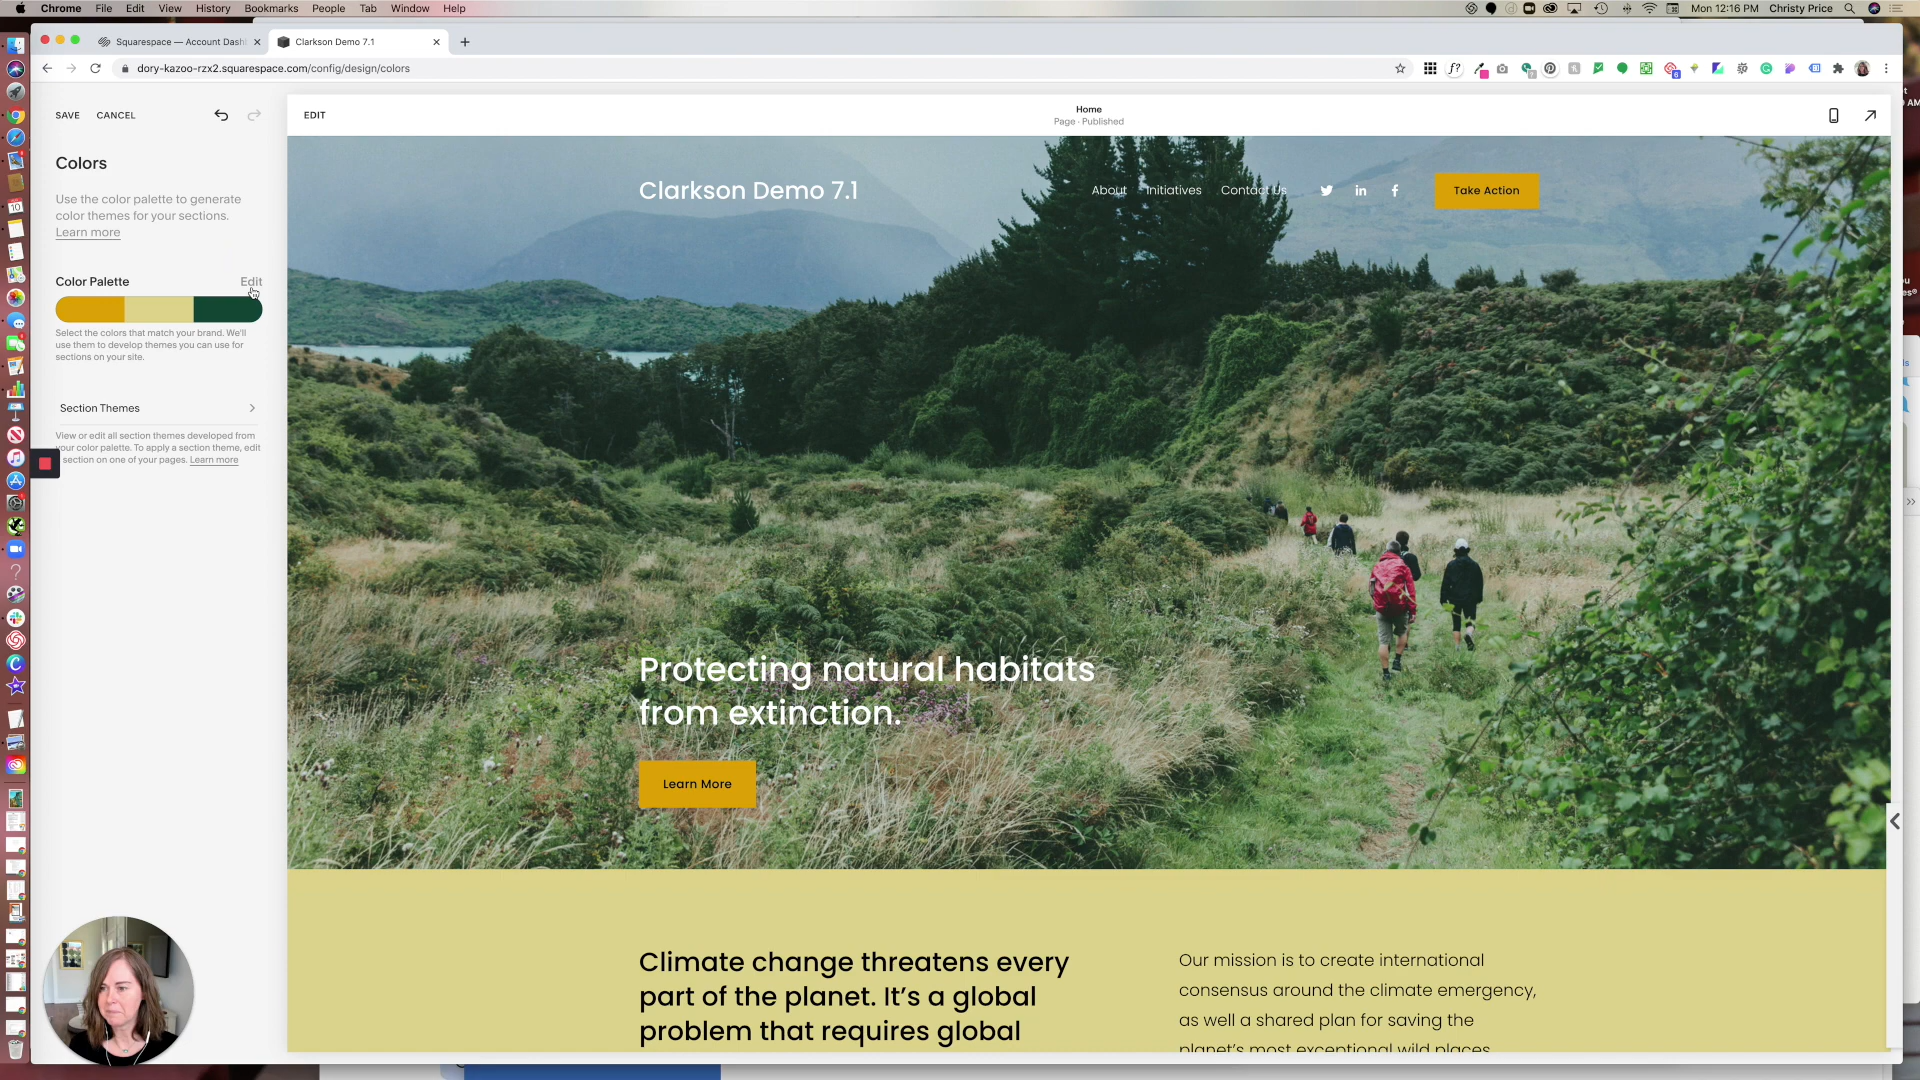 Chrome File Edit View History Bookmarks People Tab Window Help
Mon 12:16 PM Christy Price
Squarespace — Account Dash
Clarkson Demo 7.1
dory-kazoo-rzx2.squarespace.com/config/design/colors
SAVE CANCEL
EDIT
Home
Page · Published
Colors
Use the color palette to generate
color themes for your sections.
Learn more
Color Palette Edit
Select the colors that match your brand. We'll
use them to develop themes you can use for
sections on your site.
Section Themes
View or edit all section themes developed from
your color palette. To apply a section theme, edit
section on one of your pages. Learn more
Clarkson Demo 7.1
About Initiatives Contact Us
Take Action
Protecting natural habitats
from extinction.
Learn More
Climate change threatens every
part of the planet. It's a global
problem that requires global
Our mission is to create international
consensus around the climate emergency,
as well a shared plan for saving the
planet's most exceptional wild places